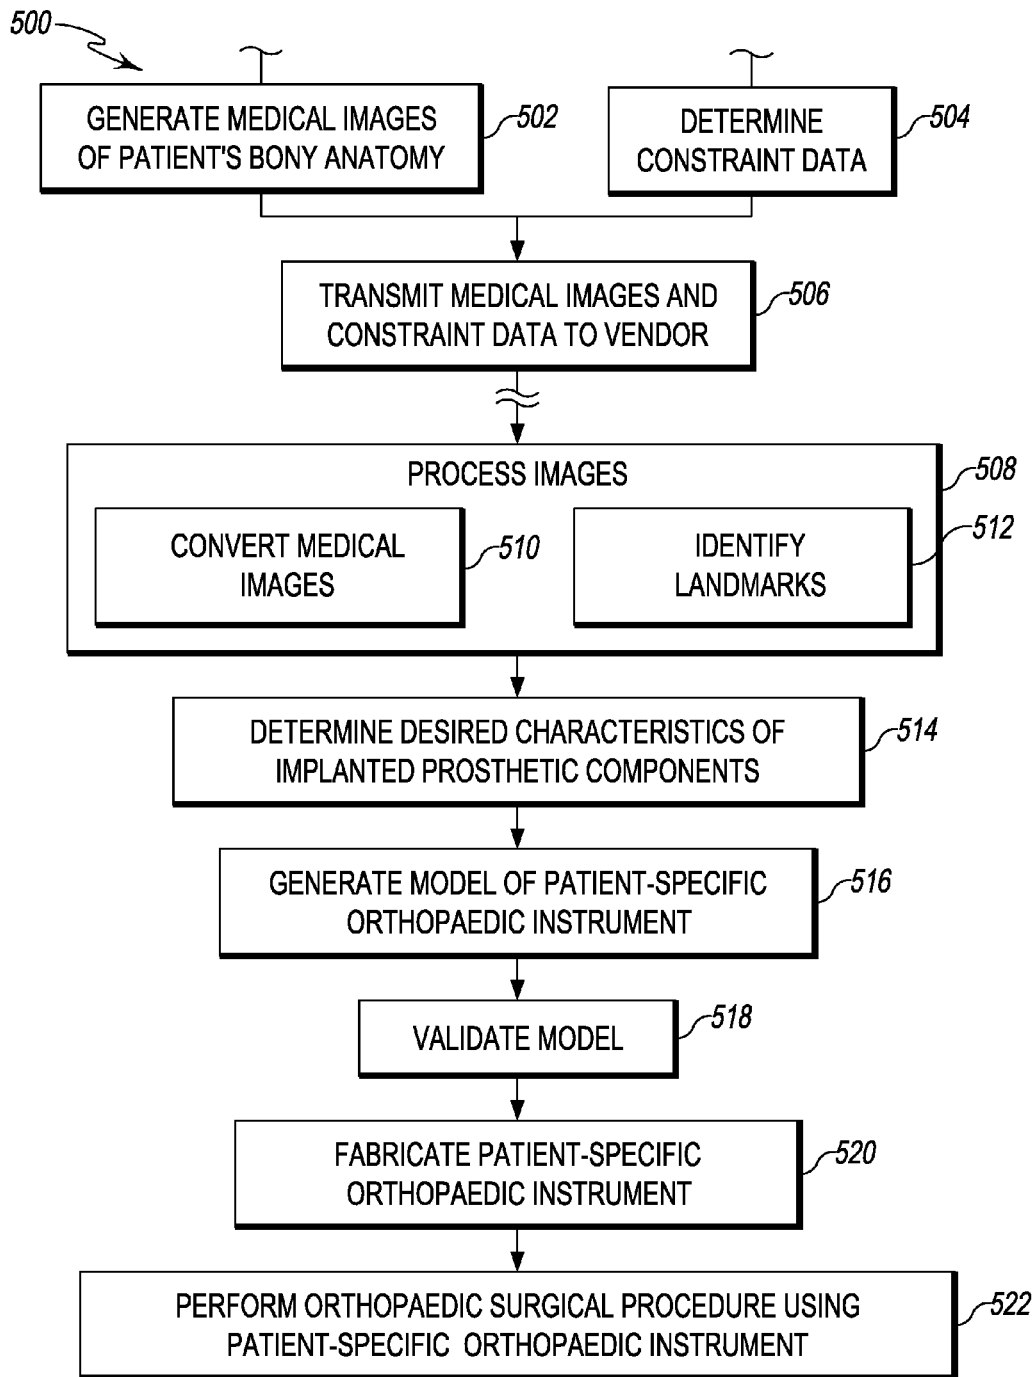 500
GENERATE MEDICAL IMAGES
OF PATIENT'S BONY ANATOMY
502
DETERMINE
CONSTRAINT DATA
504
TRANSMIT MEDICAL IMAGES AND
CONSTRAINT DATA TO VENDOR
506
PROCESS IMAGES
508
CONVERT MEDICAL
IMAGES
510
IDENTIFY
LANDMARKS
512
DETERMINE DESIRED CHARACTERISTICS OF
IMPLANTED PROSTHETIC COMPONENTS
514
GENERATE MODEL OF PATIENT-SPECIFIC
ORTHOPAEDIC INSTRUMENT
516
VALIDATE MODEL
518
FABRICATE PATIENT-SPECIFIC
ORTHOPAEDIC INSTRUMENT
520
PERFORM ORTHOPAEDIC SURGICAL PROCEDURE USING
PATIENT-SPECIFIC ORTHOPAEDIC INSTRUMENT
522